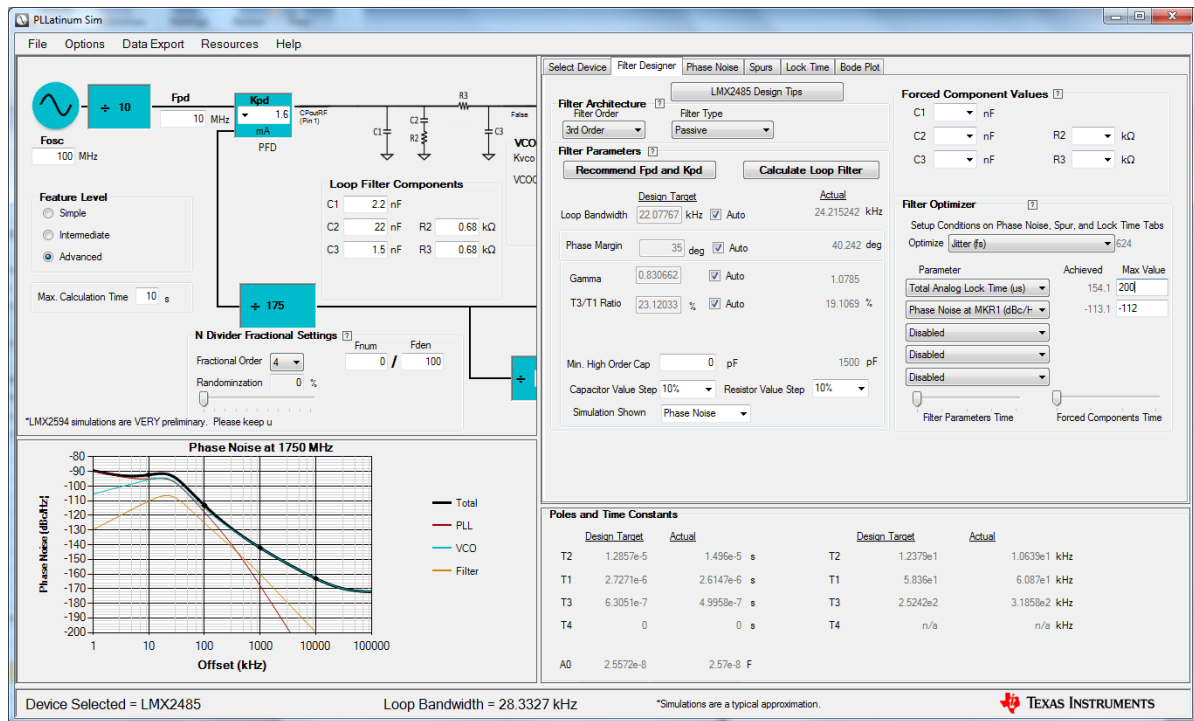 PLLatinum Sim
File Options Data Export Resources Help
÷ 10
Fpd
10 MHz
Kpd
1.6
mA
PFD
CPoutRF
(Pin 1)
R3
C1
C2
R2
C3
False
VCO
Kvco
VCOC
Fosc
100 MHz
Feature Level
Simple
Intermediate
Advanced
Max. Calculation Time 10 s
Loop Filter Components
C1 2.2 nF
C2 22 nF R2 0.68 kΩ
C3 1.5 nF R3 0.68 kΩ
÷ 175
N Divider Fractional Settings ?
Fnum Fden
Fractional Order 4 0 / 100
Randominzation 0 %
÷
*LMX2594 simulations are VERY preliminary. Please keep u
Phase Noise at 1750 MHz
Phase Noise (dBc/Hz)
-80
-90
-100
-110
-120
-130
-140
-150
-160
-170
-180
-190
-200
1 10 100 1000 10000 100000
Offset (kHz)
Total
PLL
VCO
Filter
Select Device Filter Designer Phase Noise Spurs Lock Time Bode Plot
LMX2485 Design Tips
Filter Architecture ?
Filter Order Filter Type
3rd Order Passive
Filter Parameters ?
Recommend Fpd and Kpd Calculate Loop Filter
Design Target Actual
Loop Bandwidth 22.07767 kHz Auto 24.215242 kHz
Phase Margin 35 deg Auto 40.242 deg
Gamma 0.830662 Auto 1.0785
T3/T1 Ratio 23.12033 % Auto 19.1069 %
Min. High Order Cap 0 pF 1500 pF
Capacitor Value Step 10% Resistor Value Step 10%
Simulation Shown Phase Noise
Forced Component Values ?
C1 nF
C2 nF R2 kΩ
C3 nF R3 kΩ
Filter Optimizer ?
Setup Conditions on Phase Noise, Spur, and Lock Time Tabs
Optimize Jitter (fs) 624
Parameter Achieved Max Value
Total Analog Lock Time (us) 154.1 200
Phase Noise at MKR1 (dBc/H -113.1 -112
Disabled
Disabled
Disabled
Filter Parameters Time Forced Components Time
Poles and Time Constants
Design Target Actual Design Target Actual
T2 1.2857e-5 1.496e-5 s T2 1.2379e1 1.0639e1 kHz
T1 2.7271e-6 2.6147e-6 s T1 5.836e1 6.087e1 kHz
T3 6.3051e-7 4.9958e-7 s T3 2.5242e2 3.1858e2 kHz
T4 0 0 s T4 n/a n/a kHz
A0 2.5572e-8 2.57e-8 F
Device Selected = LMX2485 Loop Bandwidth = 28.3327 kHz *Simulations are a typical approximation. TEXAS INSTRUMENTS